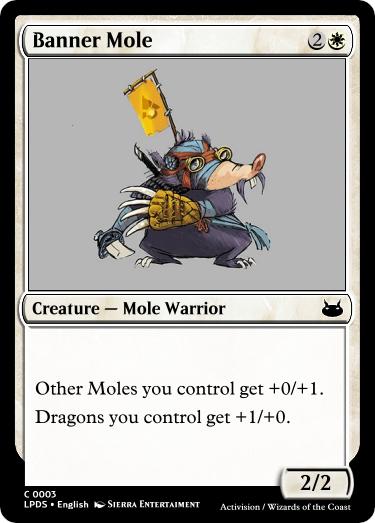 Banner Mole 2
Creature — Mole Warrior
Other Moles you control get +0/+1.
Dragons you control get +1/+0.
2/2
C 0003
LPDS • English SIERRA ENTERTAIMENT
Activision / Wizards of the Coast